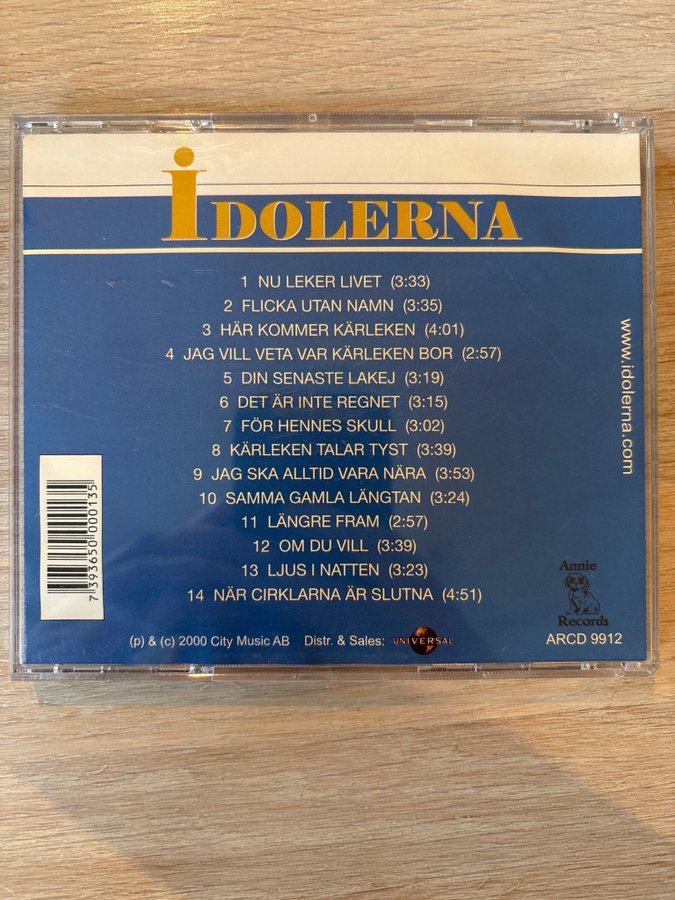 iDOLERNA
1 NU LEKER LIVET (3:33)
2 FLICKA UTAN NAMN (3:35)
3 HÄR KOMMER KÄRLEKEN (4:01)
4 JAG VILL VETA VAR KÄRLEKEN BOR (2:57)
5 DIN SENASTE LAKEJ (3:19)
6 DET ÄR INTE REGNET (3:15)
7 FÖR HENNES SKULL (3:02)
8 KÄRLEKEN TALAR TYST (3:39)
9 JAG SKA ALLTID VARA NÄRA (3:53)
10 SAMMA GAMLA LÄNGTAN (3:24)
11 LÄNGRE FRAM (2:57)
12 OM DU VILL (3:39)
13 LJUS I NATTEN (3:23)
14 NÄR CIRKLARNA ÄR SLUTNA (4:51)
www.idolerna.com
7 393650 000135
Annie
Records
ARCD 9912
(p) & (c) 2000 City Music AB Distr. & Sales: UNIVERSAL